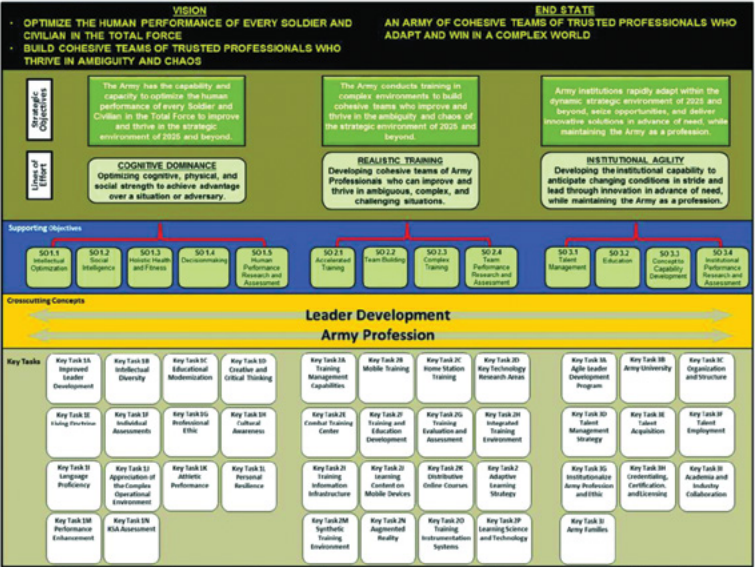 VISION
• OPTIMIZE THE HUMAN PERFORMANCE OF EVERY SOLDIER AND
CIVILIAN IN THE TOTAL FORCE
• BUILD COHESIVE TEAMS OF TRUSTED PROFESSIONALS WHO
THRIVE IN AMBIGUITY AND CHAOS
END STATE
AN ARMY OF COHESIVE TEAMS OF TRUSTED PROFESSIONALS WHO
ADAPT AND WIN IN A COMPLEX WORLD
Strategic
Objectives
The Army has the capability and
capacity to optimize the human
performance of every Soldier and
Civilian in the Total Force to improve
and thrive in the strategic
environment of 2025 and beyond.
The Army conducts training in
complex environments to build
cohesive teams who improve and
thrive in the ambiguity and chaos of
the strategic environment of 2025 and
beyond.
Army institutions rapidly adapt within the
dynamic strategic environment of 2025 and
beyond, seize opportunities, and deliver
innovative solutions in advance of need, while
maintaining the Army as a profession.
Lines of
Effort
COGNITIVE DOMINANCE
Optimizing cognitive, physical, and
social strength to achieve advantage
over a situation or adversary.
REALISTIC TRAINING
Developing cohesive teams of Army
Professionals who can improve and
thrive in ambiguous, complex, and
challenging situations.
INSTITUTIONAL AGILITY
Developing the institutional capability to
anticipate changing conditions in stride and
lead through innovation in advance of need,
while maintaining the Army as a profession.
Supporting Objectives
SO 1.1
Intellectual
Optimization
SO 1.2
Social
Intelligence
SO 1.3
Holistic Health
and Fitness
SO 1.4
Decisionmaking
SO 1.5
Human
Performance
Research and
Assessment
SO 2.1
Accelerated
Training
SO 2.2
Team Building
SO 2.3
Complex
Training
SO 2.4
Team
Performance
Research and
Assessment
SO 3.1
Talent
Management
SO 3.2
Education
SO 3.3
Concept to
Capability
Development
SO 3.4
Institutional
Performance
Research and
Assessment
Crosscutting Concepts
Leader Development
Army Profession
Key Tasks
Key Task 1A
Improved
Leader
Development
Key Task 1B
Intellectual
Diversity
Key Task 1C
Educational
Modernization
Key Task 1D
Creative and
Critical Thinking
Key Task 2A
Training
Management
Capabilities
Key Task 2B
Mobile Training
Key Task 2C
Home Station
Training
Key Task 2D
Key Technology
Research Areas
Key Task 3A
Agile Leader
Development
Program
Key Task 3B
Army University
Key Task 3C
Organization
and Structure
Key Task 1E
Living Doctrine
Key Task 1F
Individual
Assessments
Key Task 1G
Professional
Ethic
Key Task 1H
Cultural
Awareness
Key Task 2E
Combat Training
Center
Key Task 2F
Training and
Education
Development
Key Task 2G
Training
Evaluation and
Assessment
Key Task 2H
Integrated
Training
Environment
Key Task 3D
Talent
Management
Strategy
Key Task 3E
Talent
Acquisition
Key Task 3F
Talent
Employment
Key Task 1I
Language
Proficiency
Key Task 1J
Appreciation of
the Complex
Operational
Environment
Key Task 1K
Athletic
Performance
Key Task 1L
Personal
Resilience
Key Task 2I
Training
Information
Infrastructure
Key Task 2J
Learning
Content on
Mobile Devices
Key Task 2K
Distributive
Online Courses
Key Task 2
Adaptive
Learning
Strategy
Key Task 3G
Institutionalize
Army Profession
and Ethic
Key Task 3H
Credentialing,
Certification,
and Licensing
Key Task 3I
Academia and
Industry
Collaboration
Key Task 1M
Performance
Enhancement
Key Task 1N
KSA Assessment
Key Task 2M
Synthetic
Training
Environment
Key Task 2N
Augmented
Reality
Key Task 2O
Training
Instrumentation
Systems
Key Task 2P
Learning Science
and Technology
Key Task 3J
Army Families